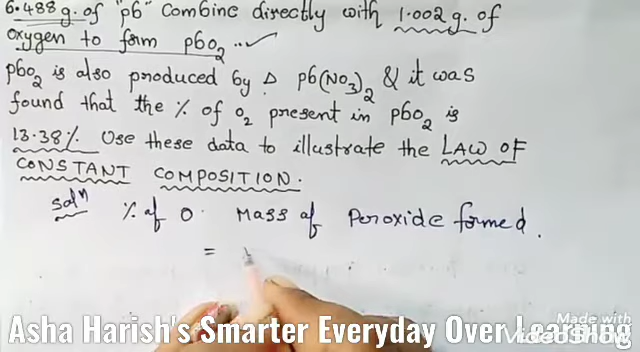 6.488 g. of "pb" combine directly with 1.002 g. of
oxygen to form pbo2 ..
pbo2 is also produced by Δ pb(NO3)2 & it was
found that the % of O2 present in pbo2 is
13.38%. Use these data to illustrate the LAW OF
CONSTANT COMPOSITION.
Soln % of O. Mass of Peroxide formed.
=
Made with
VideoShow
Asha Harish's Smarter Everyday Over Learning